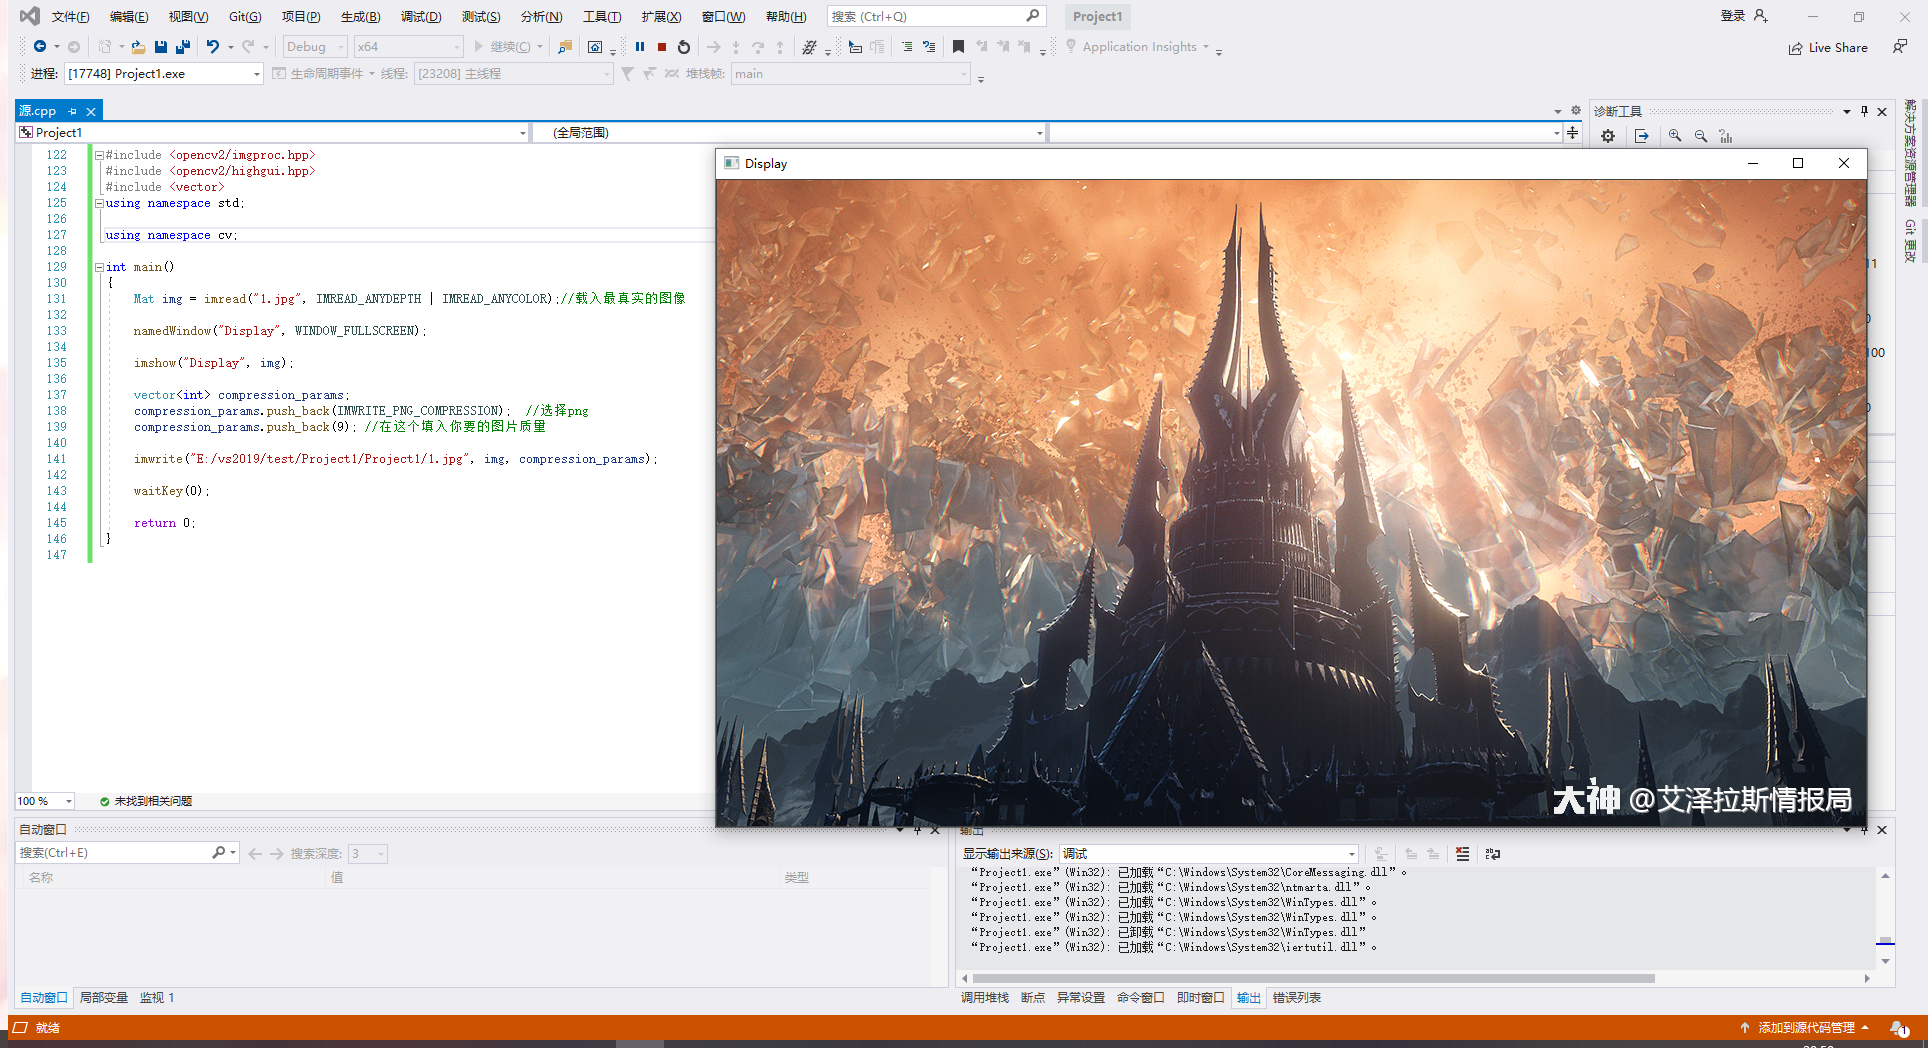 文件(F) 编辑(E) 视图(V) Git(G) 项目(P) 生成(B) 调试(D) 测试(S) 分析(N) 工具(T) 扩展(X) 窗口(W) 帮助(H) 搜索 (Ctrl+Q) Project1 登录
Debug x64 继续(C) Application Insights Live Share
进程: [17748] Project1.exe 生命周期事件 线程: [23208] 主线程 堆栈帧: main
源.cpp 诊断工具
Project1 (全局范围)
解决方案资源管理器
Git 更改
122 #include <opencv2/imgproc.hpp>
123 #include <opencv2/highgui.hpp>
124 #include <vector>
125 using namespace std;
126
127 using namespace cv;
128
129 int main()
130 {
131 Mat img = imread("1.jpg", IMREAD_ANYDEPTH | IMREAD_ANYCOLOR);//载入最真实的图像
132
133 namedWindow("Display", WINDOW_FULLSCREEN);
134
135 imshow("Display", img);
136
137 vector<int> compression_params;
138 compression_params.push_back(IMWRITE_PNG_COMPRESSION);  //选择png
139 compression_params.push_back(9); //在这个填入你要的图片质量
140
141 imwrite("E:/vs2019/test/Project1/Project1/1.jpg", img, compression_params);
142
143 waitKey(0);
144
145 return 0;
146 }
147
Display
大神 @艾泽拉斯情报局
11
0
100
0
100 % 未找到相关问题
自动窗口
搜索(Ctrl+E) 搜索深度: 3
名称 值 类型
自动窗口 局部变量 监视 1
输出
显示输出来源(S): 调试
“Project1.exe”(Win32): 已加载“C:\Windows\System32\CoreMessaging.dll”。
“Project1.exe”(Win32): 已加载“C:\Windows\System32\ntmarta.dll”。
“Project1.exe”(Win32): 已加载“C:\Windows\System32\WinTypes.dll”。
“Project1.exe”(Win32): 已加载“C:\Windows\System32\WinTypes.dll”。
“Project1.exe”(Win32): 已卸载“C:\Windows\System32\WinTypes.dll”
“Project1.exe”(Win32): 已加载“C:\Windows\System32\iertutil.dll”。
调用堆栈 断点 异常设置 命令窗口 即时窗口 输出 错误列表
就绪 添加到源代码管理 1